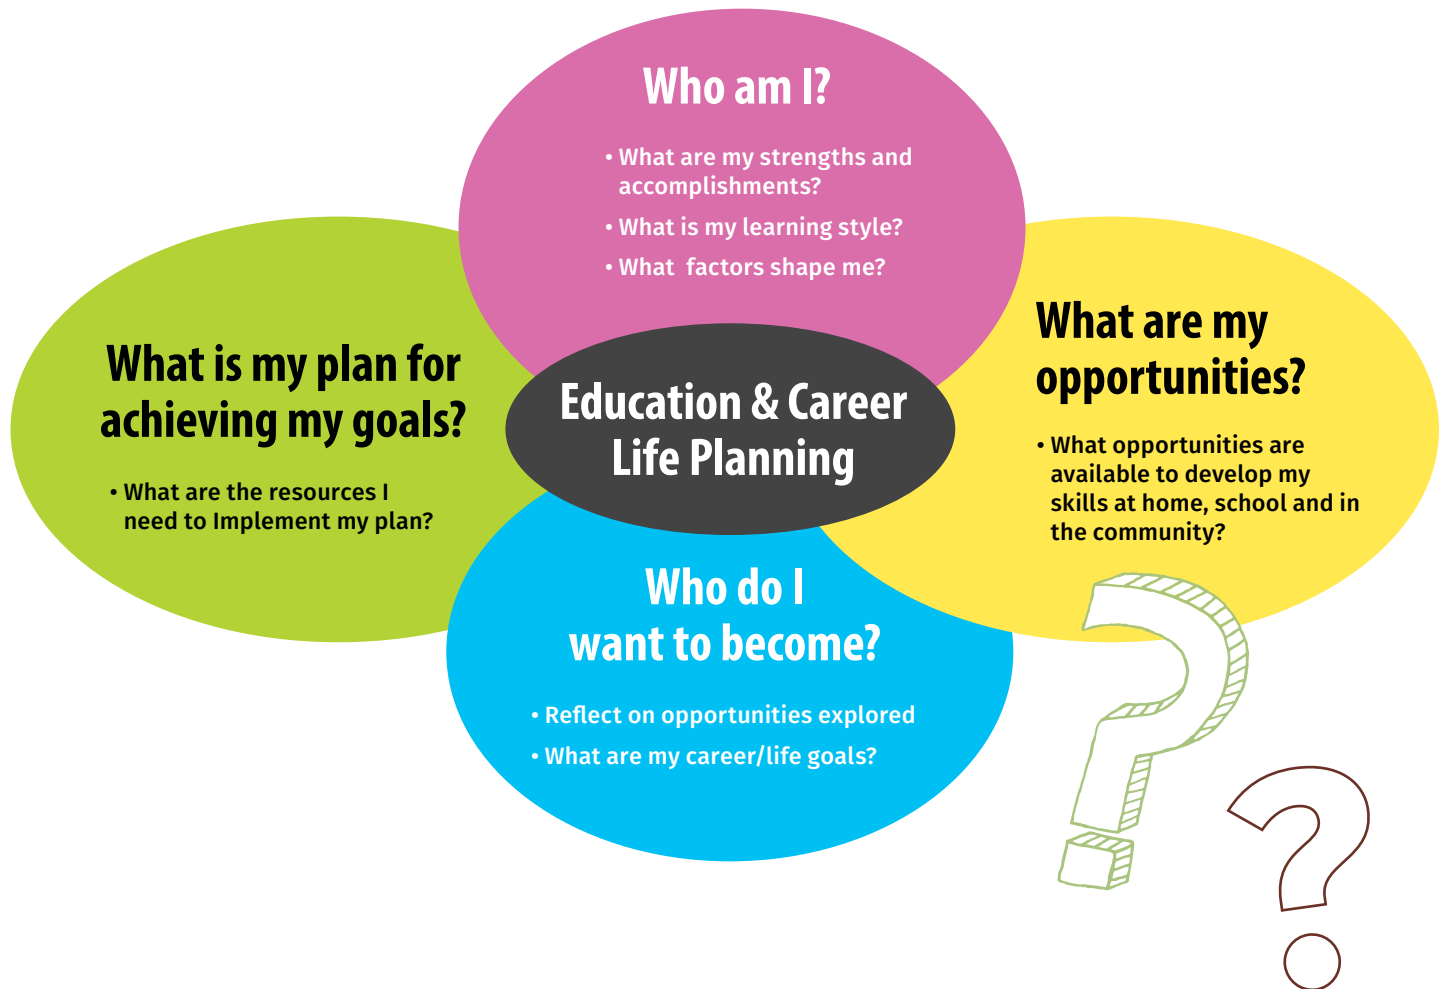 Who am I?
• What are my strengths and
accomplishments?
• What is my learning style?
• What  factors shape me?
What are my
opportunities?
• What opportunities are
available to develop my
skills at home, school and in
the community?
Education & Career
Life Planning
What is my plan for
achieving my goals?
• What are the resources I
need to Implement my plan?
Who do I
want to become?
• Reflect on opportunities explored
• What are my career/life goals?
?
?